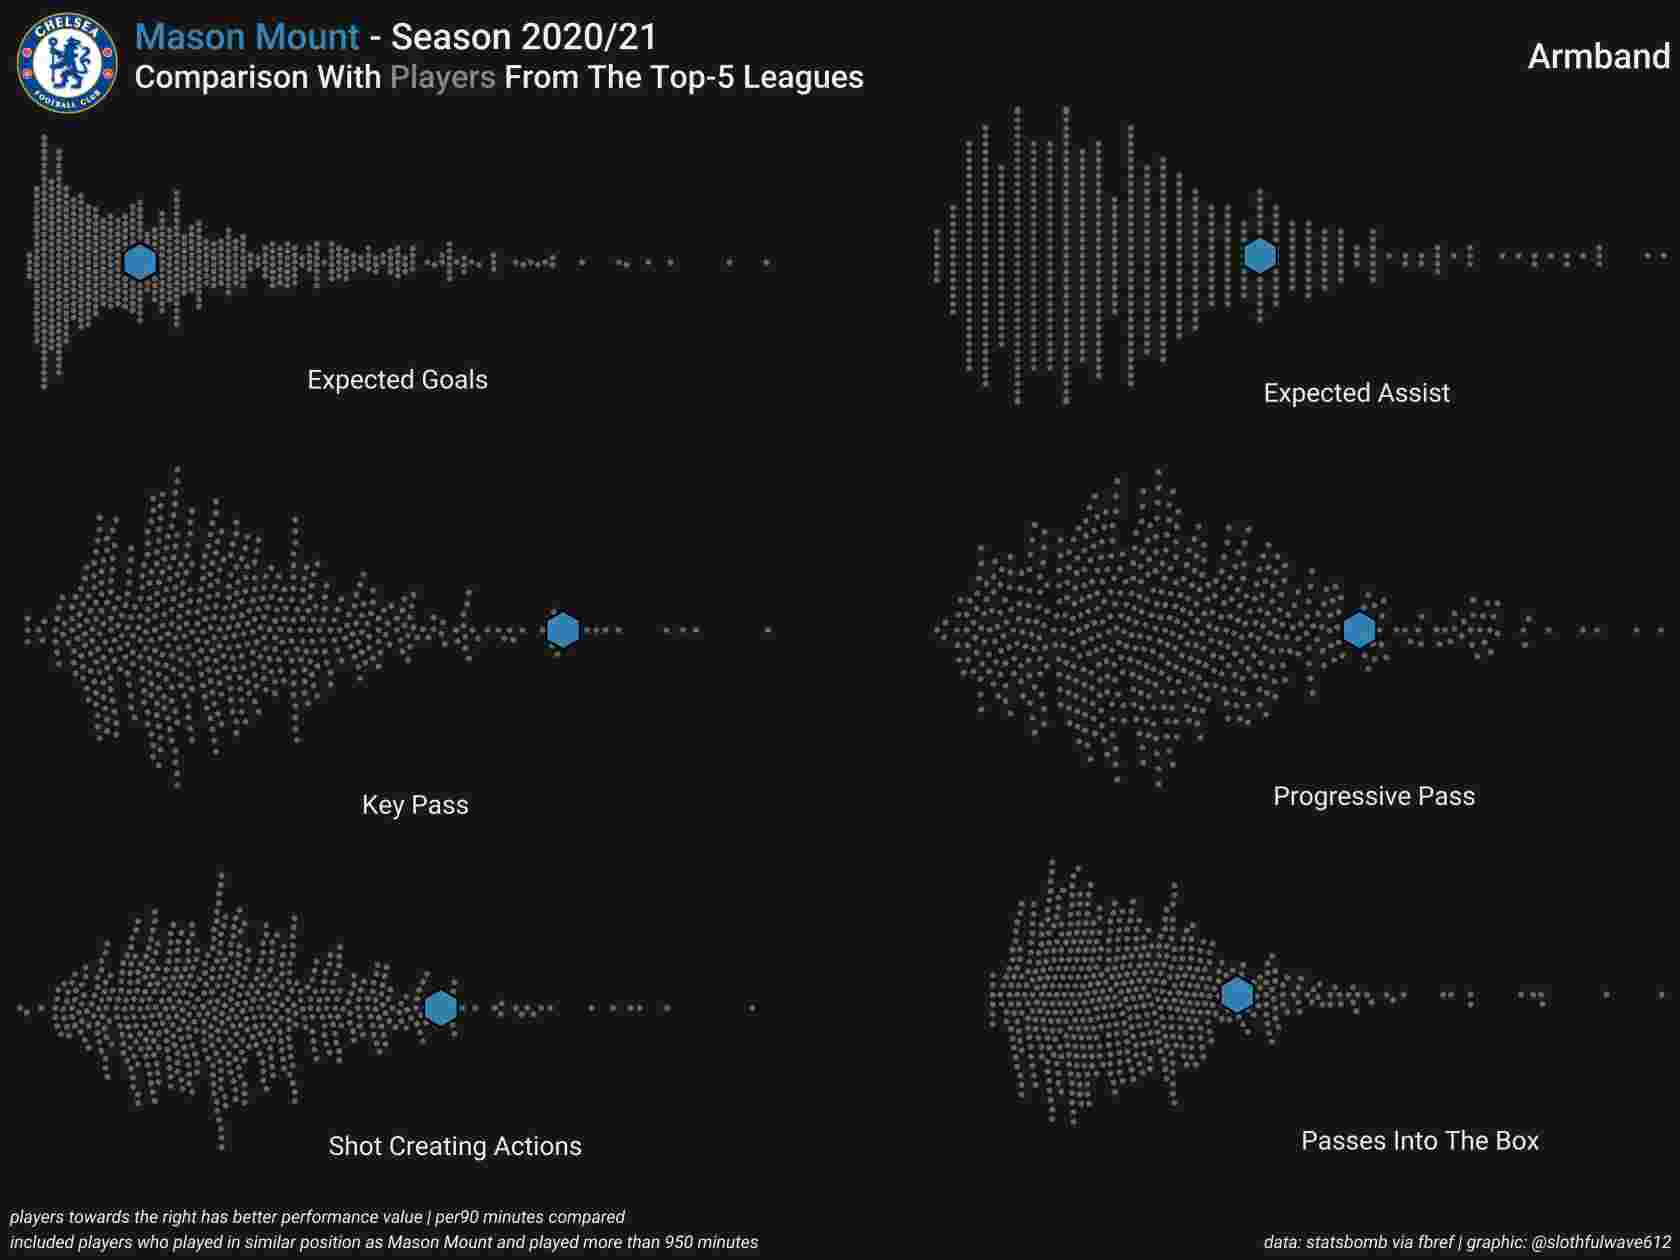 CHELSEA
FOOTBALL CLUB
Mason Mount - Season 2020/21
Comparison With Players From The Top-5 Leagues
Armband
Expected Goals
Expected Assist
Key Pass
Progressive Pass
Shot Creating Actions
Passes Into The Box
players towards the right has better performance value | per90 minutes compared
included players who played in similar position as Mason Mount and played more than 950 minutes
data: statsbomb via fbref | graphic: @slothfulwave612